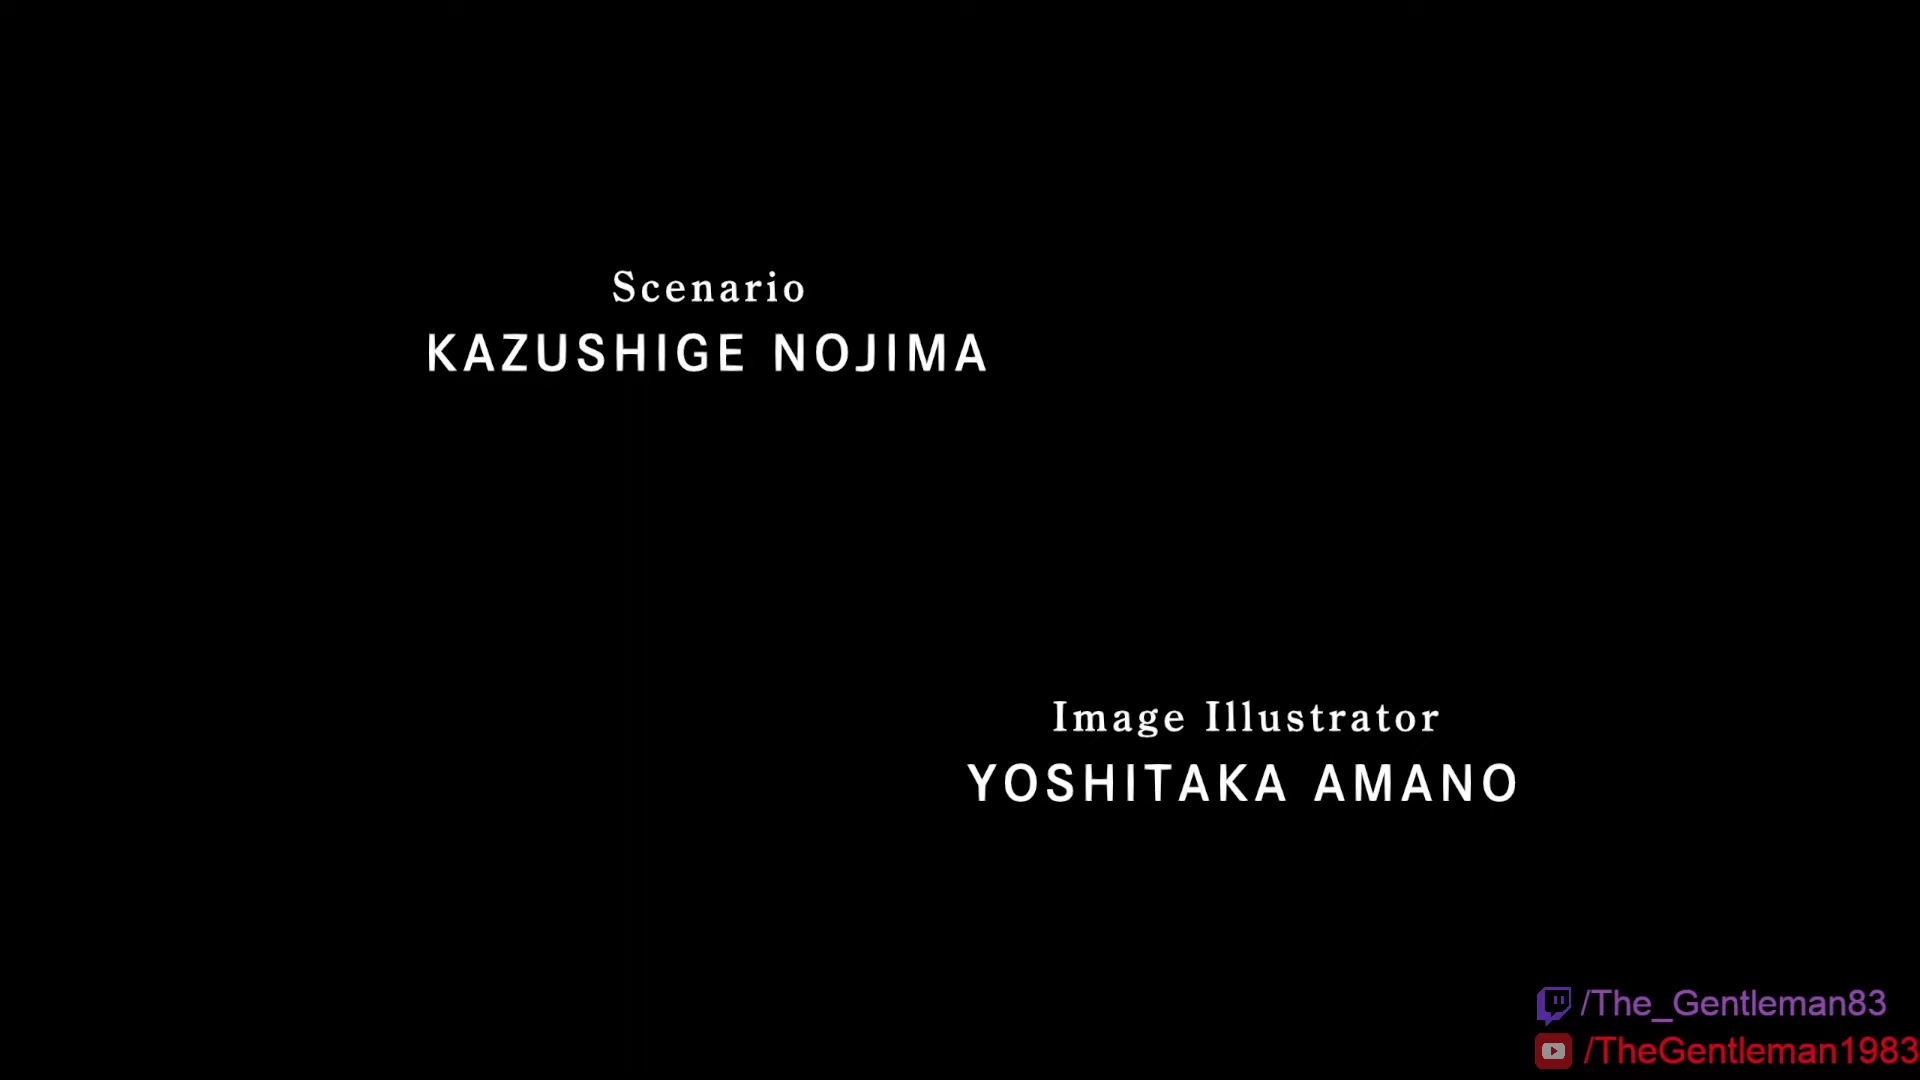 Scenario
KAZUSHIGE NOJIMA
Image Illustrator
YOSHITAKA AMANO
/The_Gentleman83
/TheGentleman1983